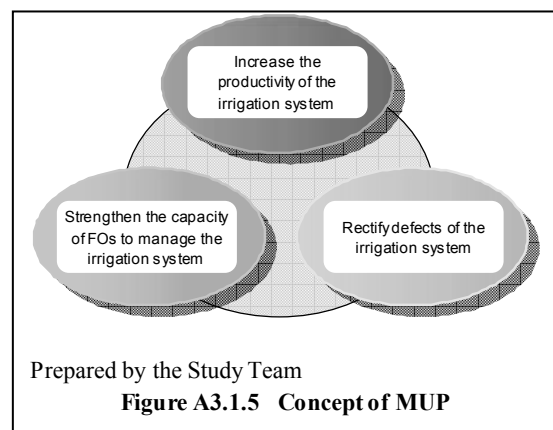 Increase the
productivity of the
irrigation system
Strengthen the capacity
of FOs to manage the
irrigation system
Rectify defects of the
irrigation system
Prepared by the Study Team
Figure A3.1.5 Concept of MUP